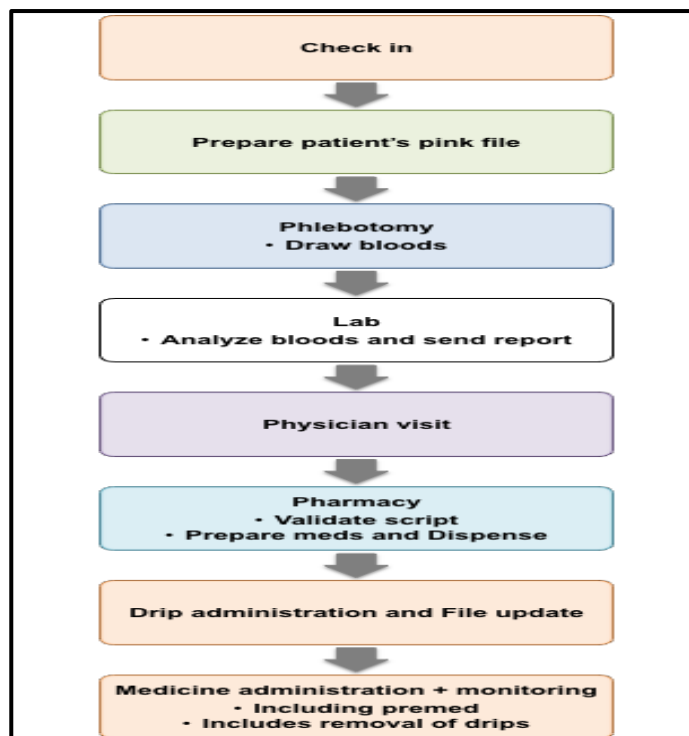 Check in
Prepare patient's pink file
Phlebotomy
• Draw bloods
Lab
• Analyze bloods and send report
Physician visit
Pharmacy
• Validate script
• Prepare meds and Dispense
Drip administration and File update
Medicine administration + monitoring
• Including premed
• Includes removal of drips